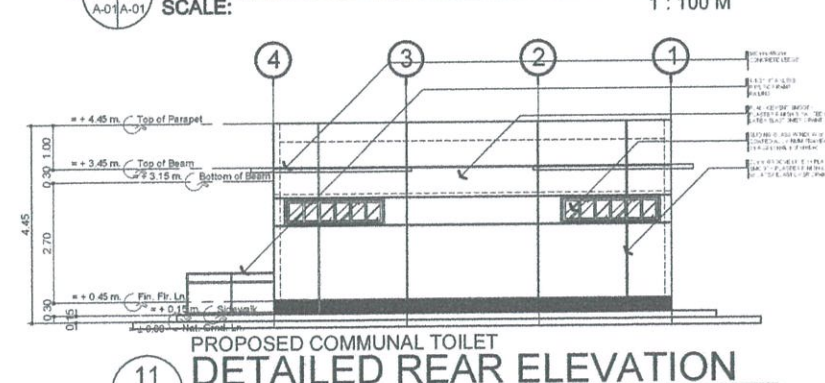 A-01 A-01
SCALE:
1 : 100 M
4 3 2 1
= + 4.45 m. Top of Parapet
1.00
= + 3.45 m. Top of Beam
0.30
= 3.15 m. Bottom of Beam
4.45
2.70
= + 0.45 m. Fin. Flr. Ln.
= + 0.15 m. Sidewalk
0.30
0.15
± 0.00 Nat. Grnd. Ln.
PROPOSED COMMUNAL TOILET
11 DETAILED REAR ELEVATION